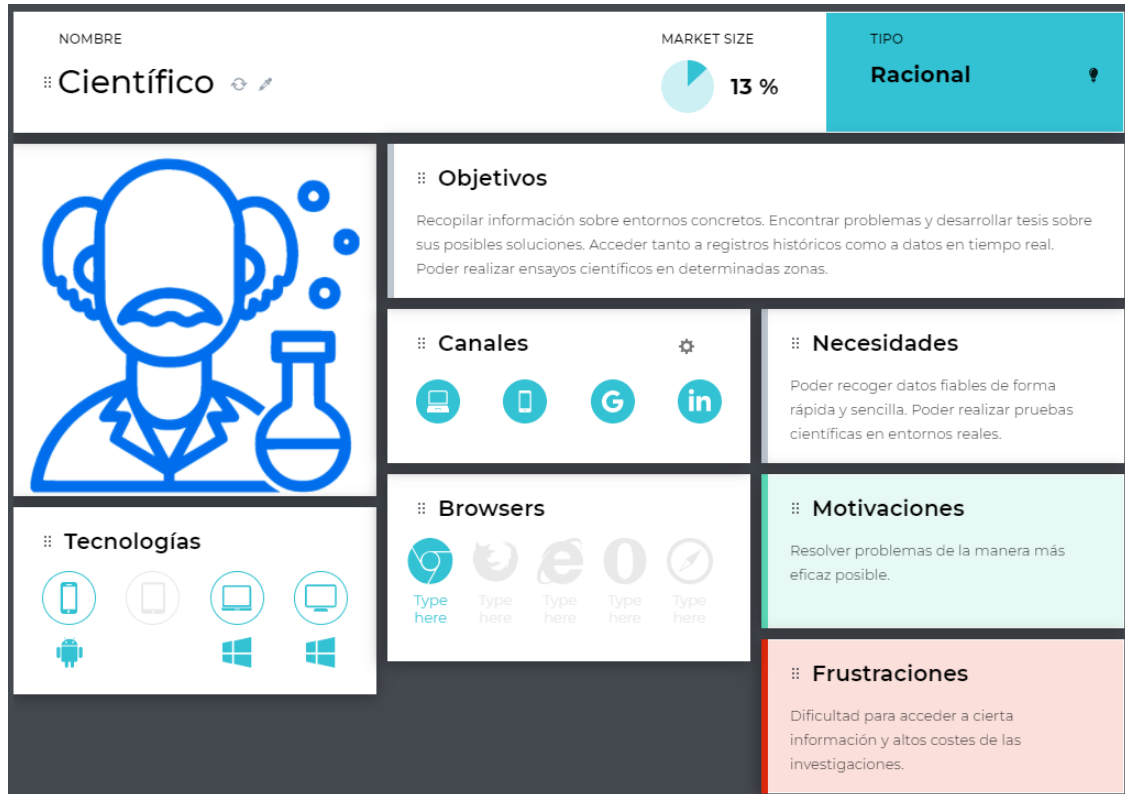 NOMBRE
Científico
MARKET SIZE
13 %
TIPO
Racional
Objetivos
Recopilar información sobre entornos concretos. Encontrar problemas y desarrollar tesis sobre
sus posibles soluciones. Acceder tanto a registros históricos como a datos en tiempo real.
Poder realizar ensayos científicos en determinadas zonas.
Canales
G
in
Necesidades
Poder recoger datos fiables de forma
rápida y sencilla. Poder realizar pruebas
científicas en entornos reales.
Tecnologías
Browsers
Type here
Type here
Type here
Type here
Type here
Motivaciones
Resolver problemas de la manera más
eficaz posible.
Frustraciones
Dificultad para acceder a cierta
información y altos costes de las
investigaciones.